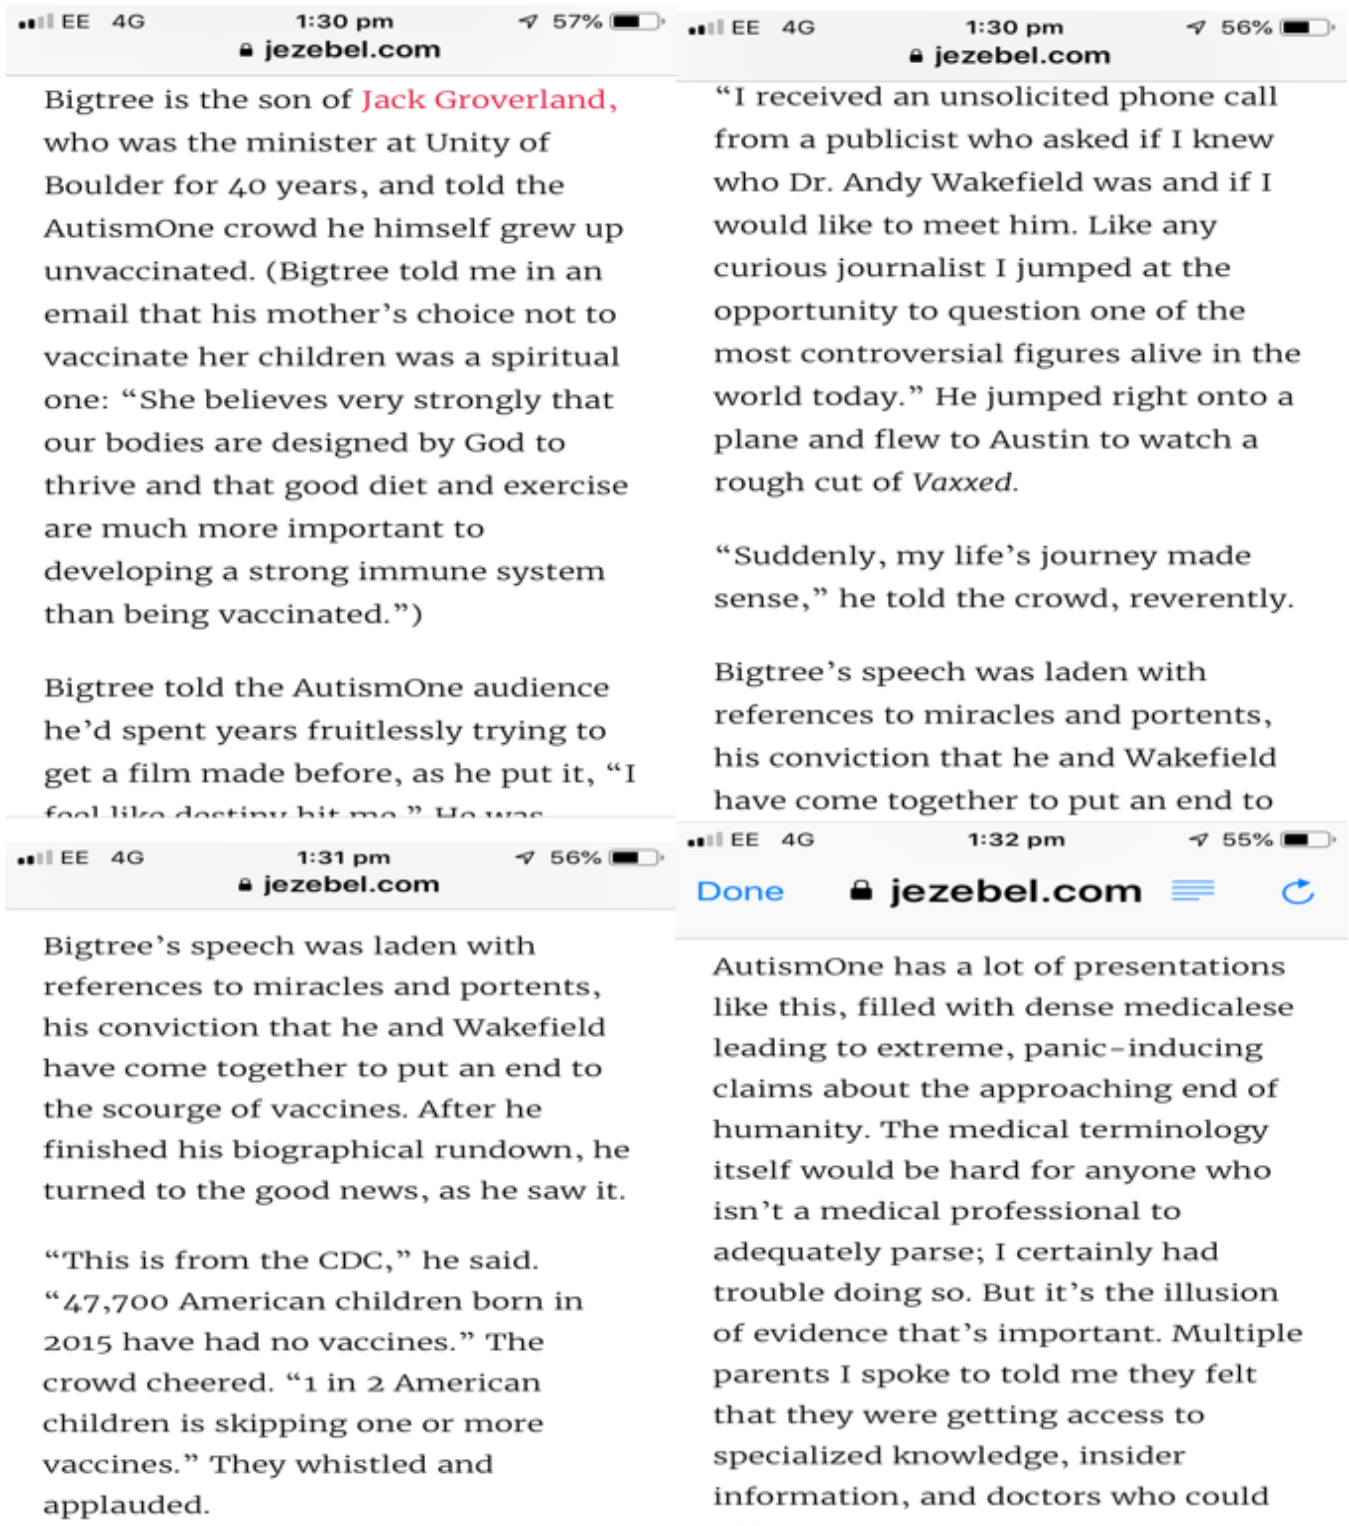 EE 4G 1:30 pm 57%
jezebel.com
Bigtree is the son of Jack Groverland,
who was the minister at Unity of
Boulder for 40 years, and told the
AutismOne crowd he himself grew up
unvaccinated. (Bigtree told me in an
email that his mother’s choice not to
vaccinate her children was a spiritual
one: “She believes very strongly that
our bodies are designed by God to
thrive and that good diet and exercise
are much more important to
developing a strong immune system
than being vaccinated.”)
Bigtree told the AutismOne audience
he’d spent years fruitlessly trying to
get a film made before, as he put it, “I
feel like destiny hit me.” He was
EE 4G 1:30 pm 56%
jezebel.com
“I received an unsolicited phone call
from a publicist who asked if I knew
who Dr. Andy Wakefield was and if I
would like to meet him. Like any
curious journalist I jumped at the
opportunity to question one of the
most controversial figures alive in the
world today.” He jumped right onto a
plane and flew to Austin to watch a
rough cut of Vaxxed.
“Suddenly, my life’s journey made
sense,” he told the crowd, reverently.
Bigtree’s speech was laden with
references to miracles and portents,
his conviction that he and Wakefield
have come together to put an end to
EE 4G 1:31 pm 56%
jezebel.com
Bigtree’s speech was laden with
references to miracles and portents,
his conviction that he and Wakefield
have come together to put an end to
the scourge of vaccines. After he
finished his biographical rundown, he
turned to the good news, as he saw it.
“This is from the CDC,” he said.
“47,700 American children born in
2015 have had no vaccines.” The
crowd cheered. “1 in 2 American
children is skipping one or more
vaccines.” They whistled and
applauded.
EE 4G 1:32 pm 55%
Done jezebel.com
AutismOne has a lot of presentations
like this, filled with dense medicalese
leading to extreme, panic-inducing
claims about the approaching end of
humanity. The medical terminology
itself would be hard for anyone who
isn’t a medical professional to
adequately parse; I certainly had
trouble doing so. But it’s the illusion
of evidence that’s important. Multiple
parents I spoke to told me they felt
that they were getting access to
specialized knowledge, insider
information, and doctors who could